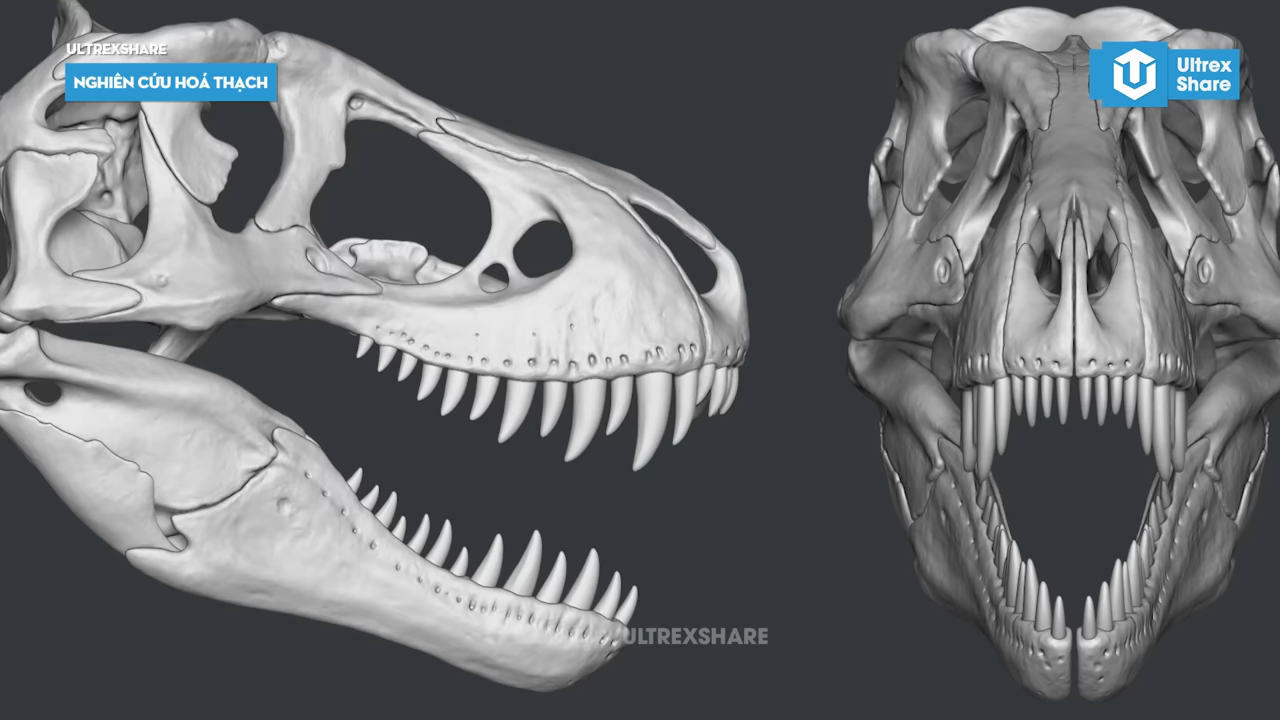 ULTREXSHARE
NGHIÊN CỨU HOÁ THẠCH
Ultrex
Share
ULTREXSHARE